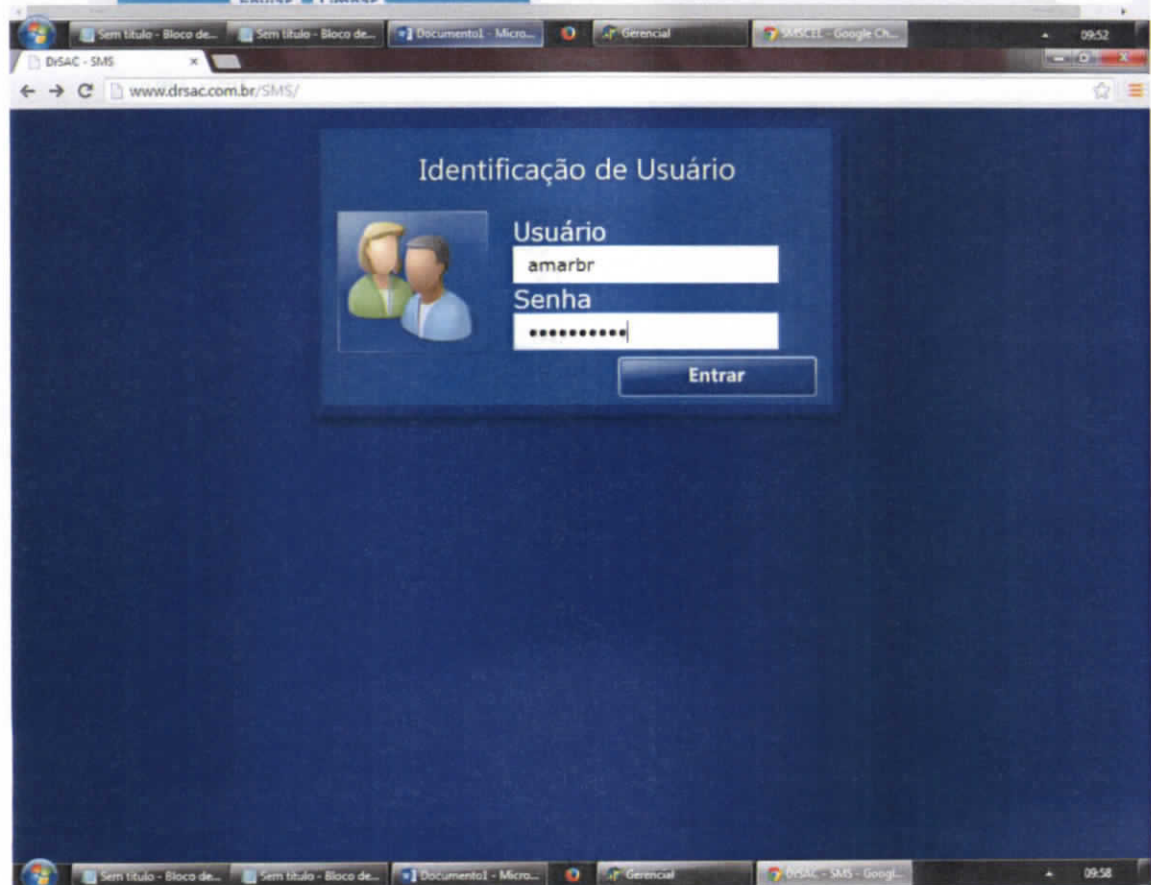 Sem título - Bloco de... Sem título - Bloco de... Documento1 - Micro... Gerencial SMSCEL - Google Ch... 09:52
DrSAC - SMS
www.drsac.com.br/SMS/
Identificação de Usuário
Usuário
amarbr
Senha
••••••••••
Entrar
Sem título - Bloco de... Sem título - Bloco de... Documento1 - Micro... Gerencial DrSAC - SMS - Googl... 09:58